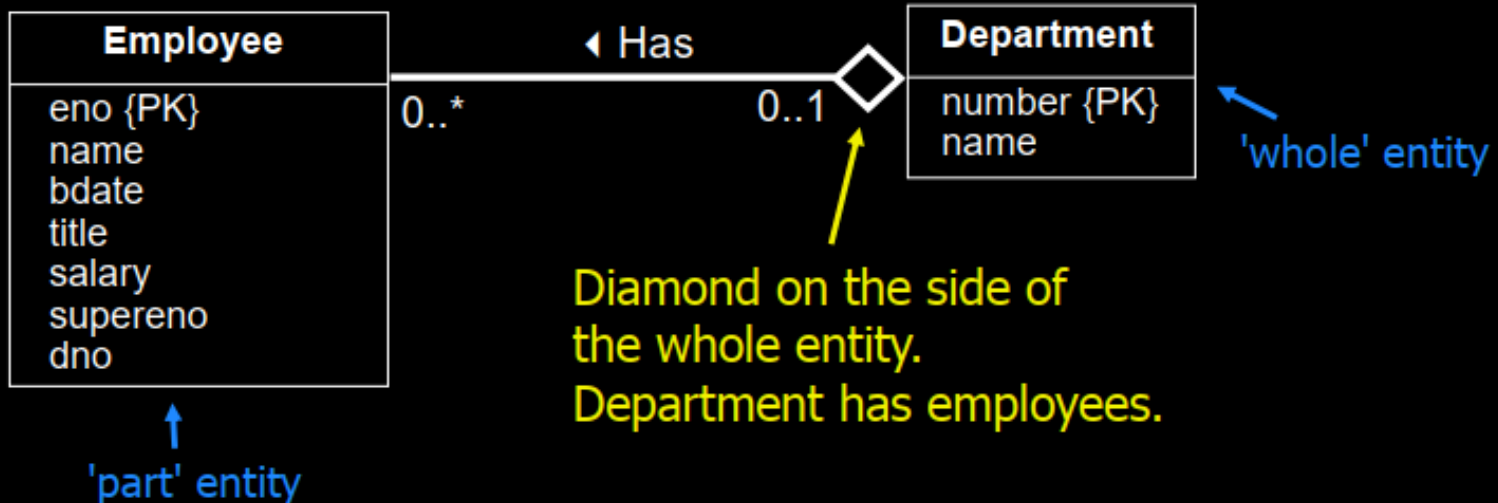 Employee
eno {PK}
name
bdate
title
salary
supereno
dno
◂ Has
0..*
0..1
Department
number {PK}
name
'whole' entity
Diamond on the side of
the whole entity.
Department has employees.
'part' entity